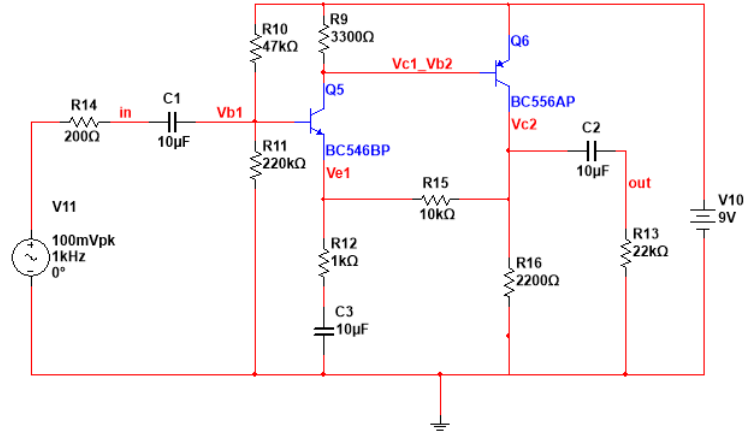 R10
47kΩ
R9
3300Ω
Q6
Vc1_Vb2
Q5
R14
200Ω
in
C1
10µF
Vb1
BC556AP
Vc2
C2
10µF
R11
220kΩ
BC546BP
Ve1
R15
10kΩ
out
V11
100mVpk
1kHz
0°
V10
9V
R12
1kΩ
R13
22kΩ
R16
2200Ω
C3
10µF